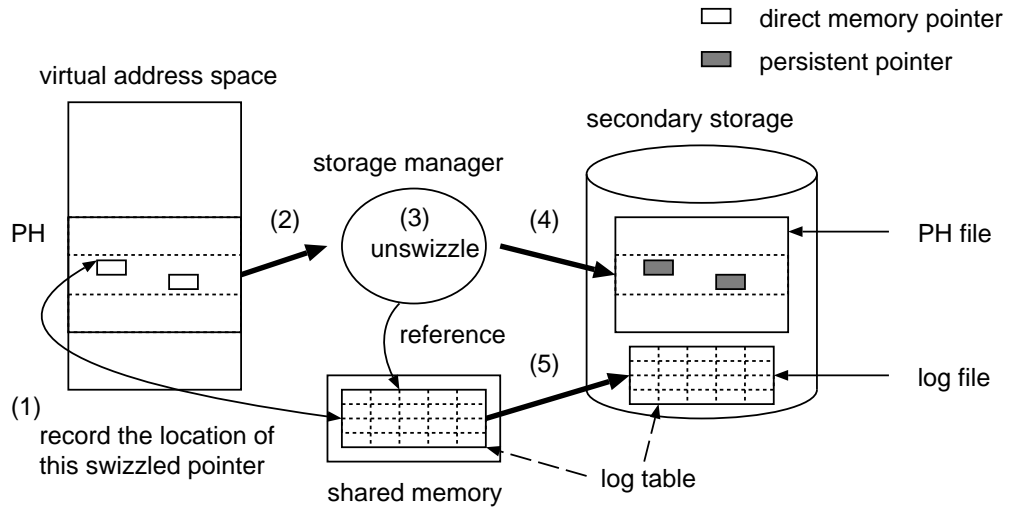 direct memory pointer
persistent pointer
virtual address space
secondary storage
storage manager
PH
(2)
(3)
unswizzle
(4)
PH file
reference
(5)
log file
(1)
record the location of
this swizzled pointer
log table
shared memory